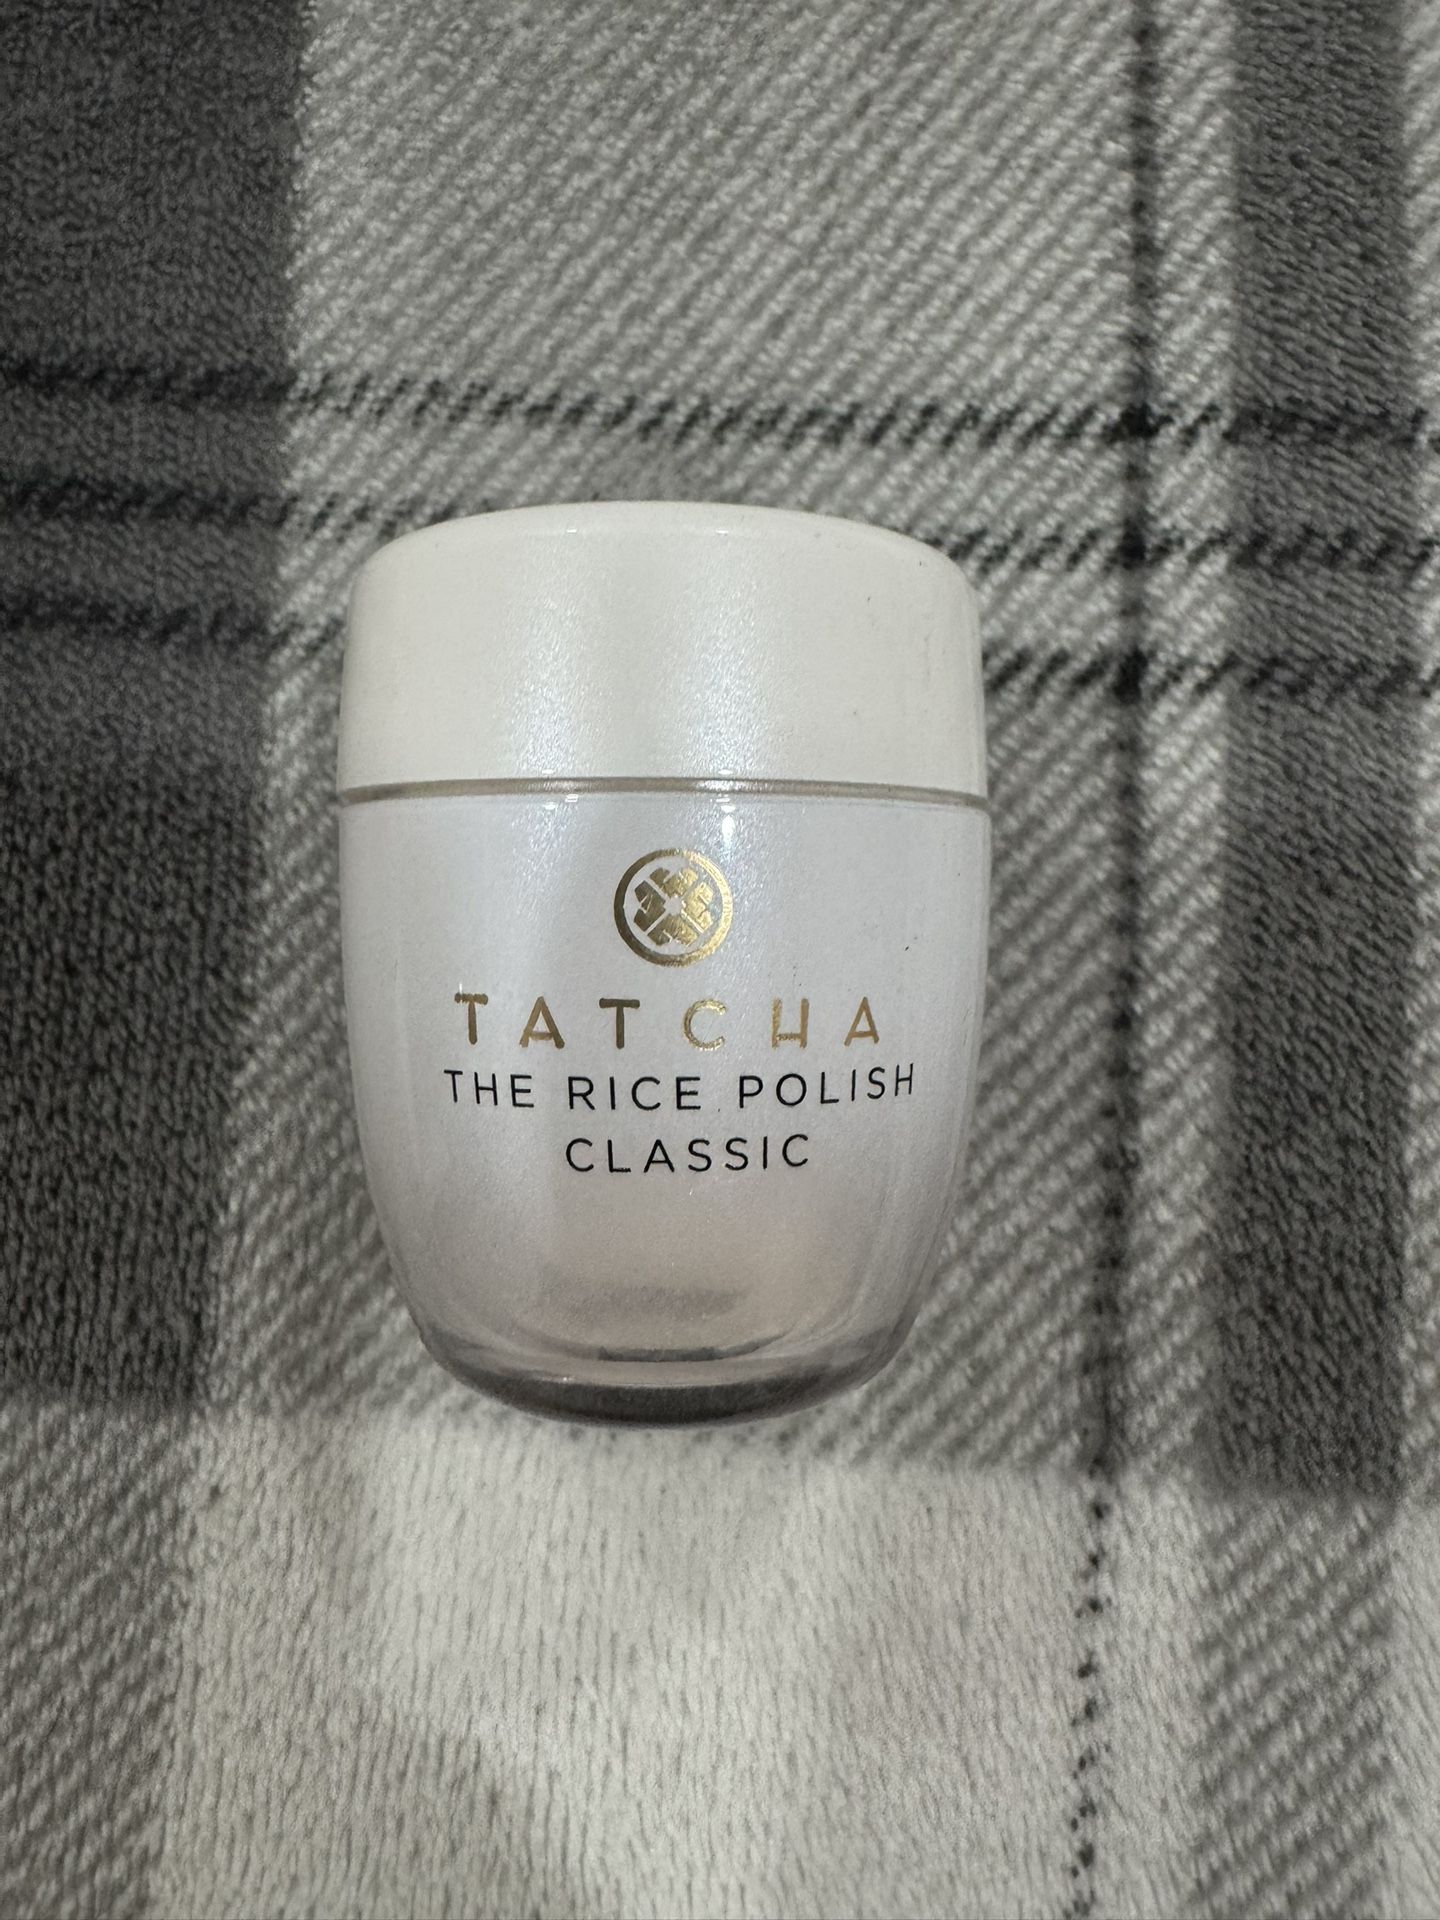 TATCHA
THE RICE POLISH
CLASSIC